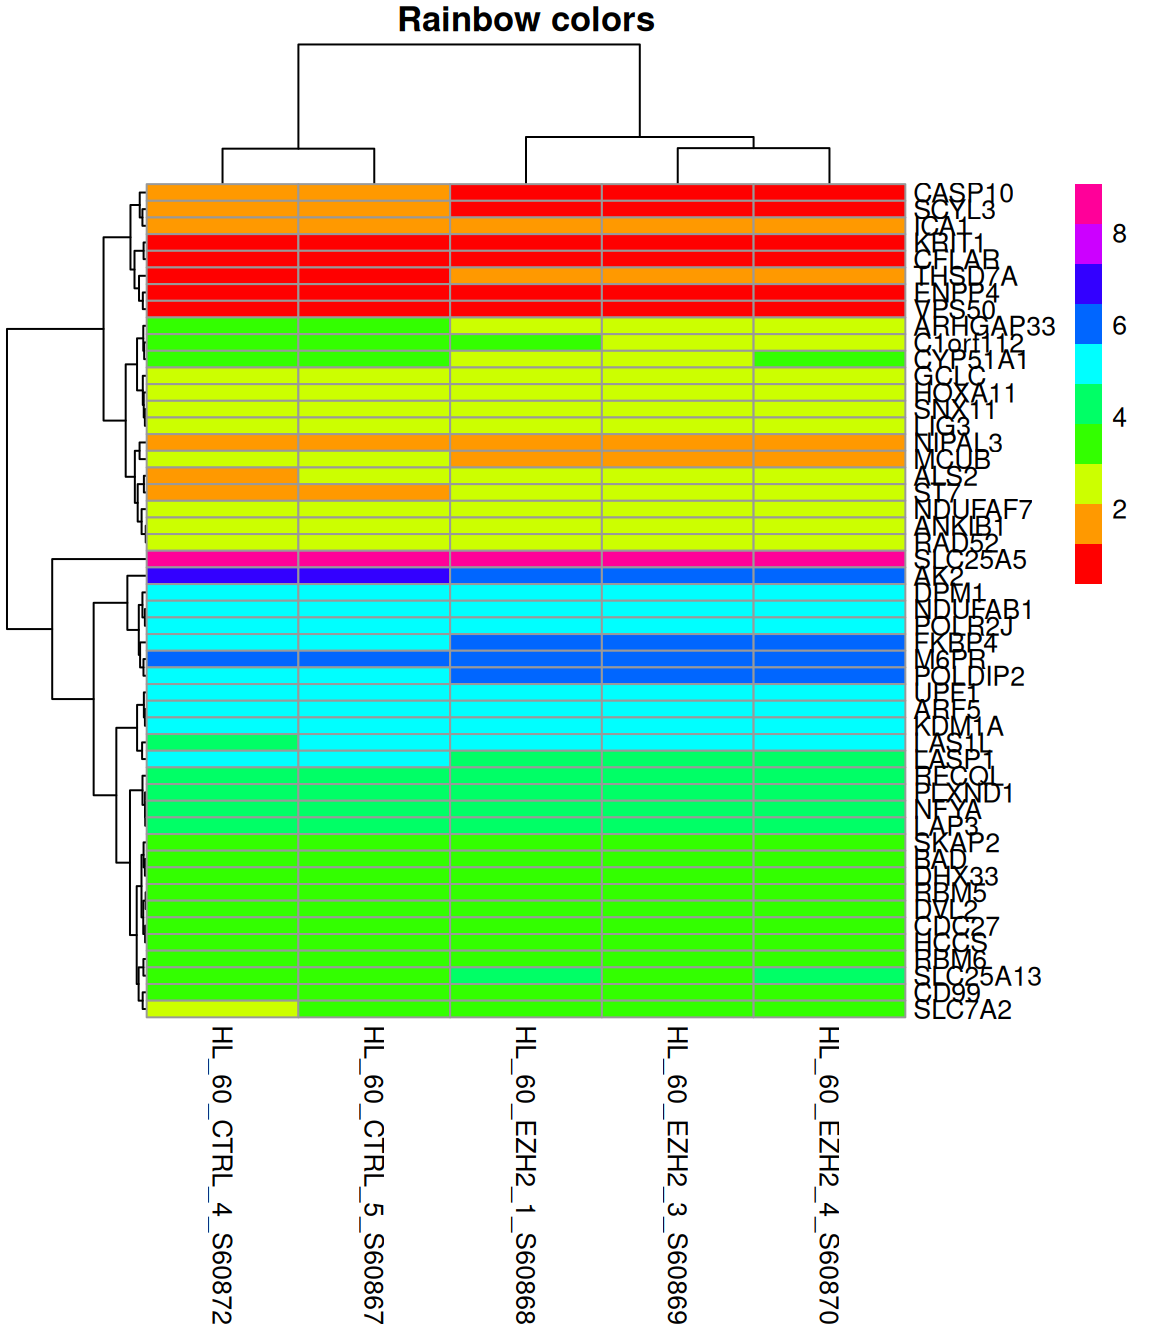 Rainbow colors
CASP10
SCYL3
ICA1
KRIT1
CFLAR
THSD7A
ENPP4
VPS50
ARHGAP33
C1orf112
CYP51A1
GCLC
HOXA11
SNX11
LIG3
NIPAL3
MCUB
ALS2
ST7
NDUFAF7
ANKIB1
RAD52
SLC25A5
AK2
DPM1
NDUFAB1
POLR2J
FKBP4
M6PR
POLDIP2
UPF1
ARF5
KDM1A
LAS1L
LASP1
RECQL
PLXND1
NFYA
LAP3
SKAP2
BAD
DHX33
RBM5
DVL2
CDC27
HCCS
RBM6
SLC25A13
CD99
SLC7A2
8
6
4
2
HL_60_CTRL_4_S60872
HL_60_CTRL_5_S60867
HL_60_EZH2_1_S60868
HL_60_EZH2_3_S60869
HL_60_EZH2_4_S60870